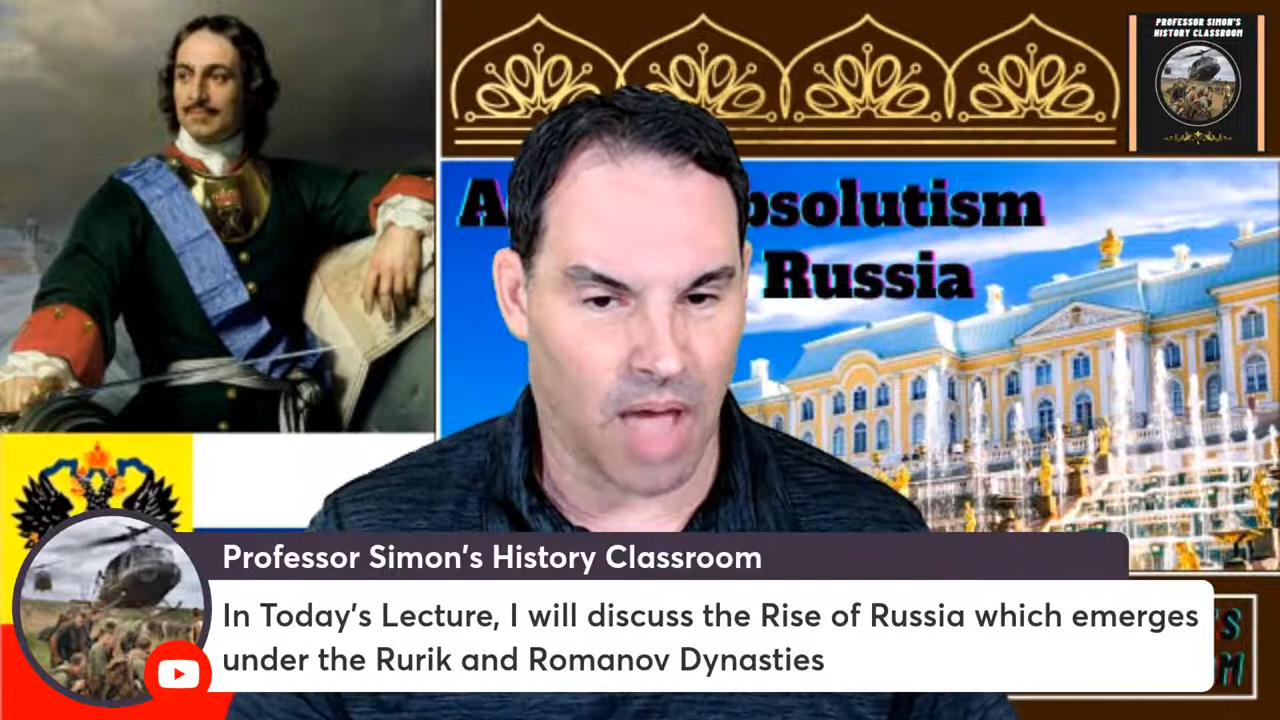 PROFESSOR SIMON'S
HISTORY CLASSROOM
bsolutism
Russia
Professor Simon's History Classroom
In Today's Lecture, I will discuss the Rise of Russia which emerges
under the Rurik and Romanov Dynasties